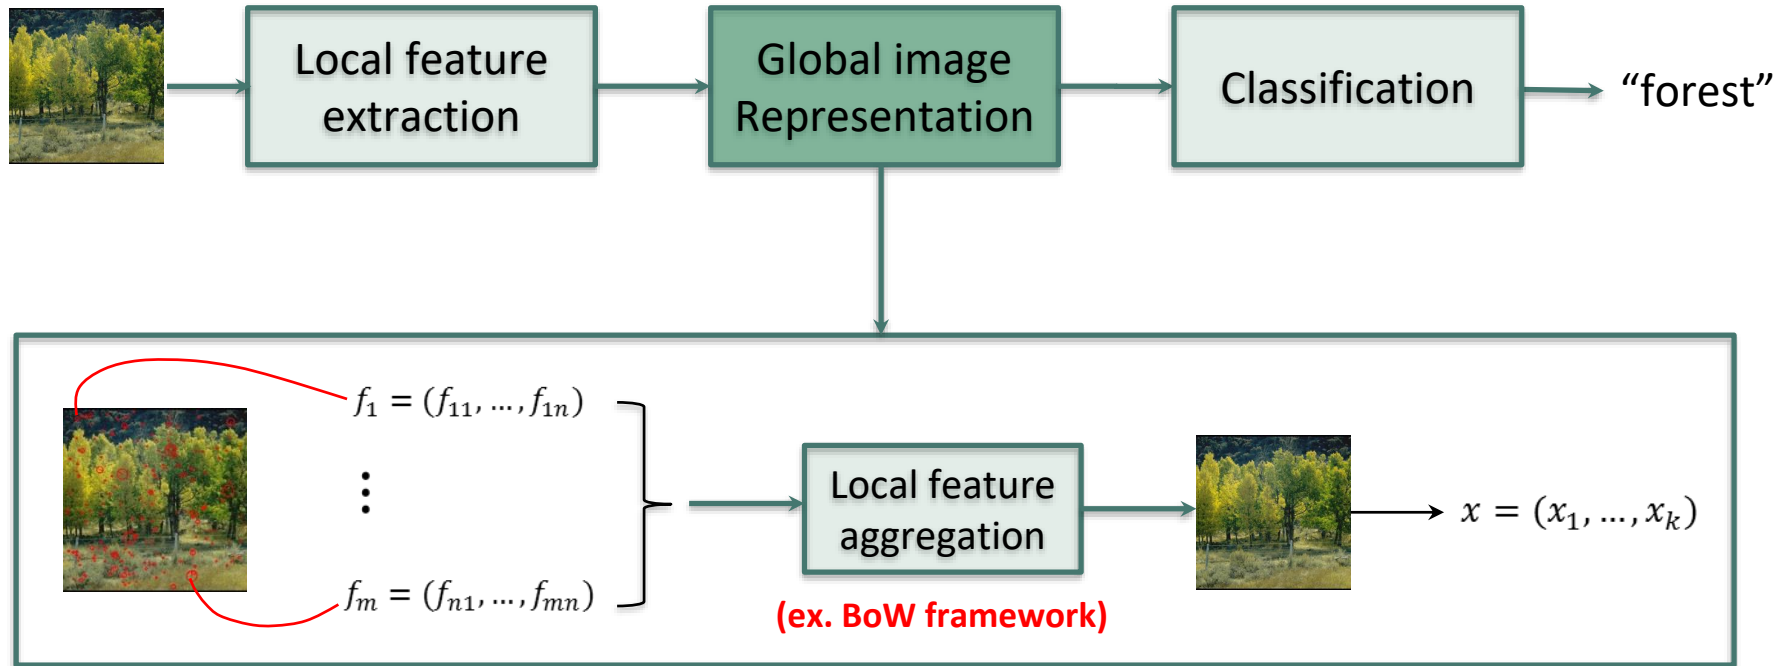 Local feature
extraction
Global image
Representation
Classification
“forest”
f₁ = (f₁₁, ..., f₁ₙ)
⋮
fₘ = (fₙ₁, ..., fₘₙ)
Local feature
aggregation
(ex. BoW framework)
x = (x₁, ..., xₖ)